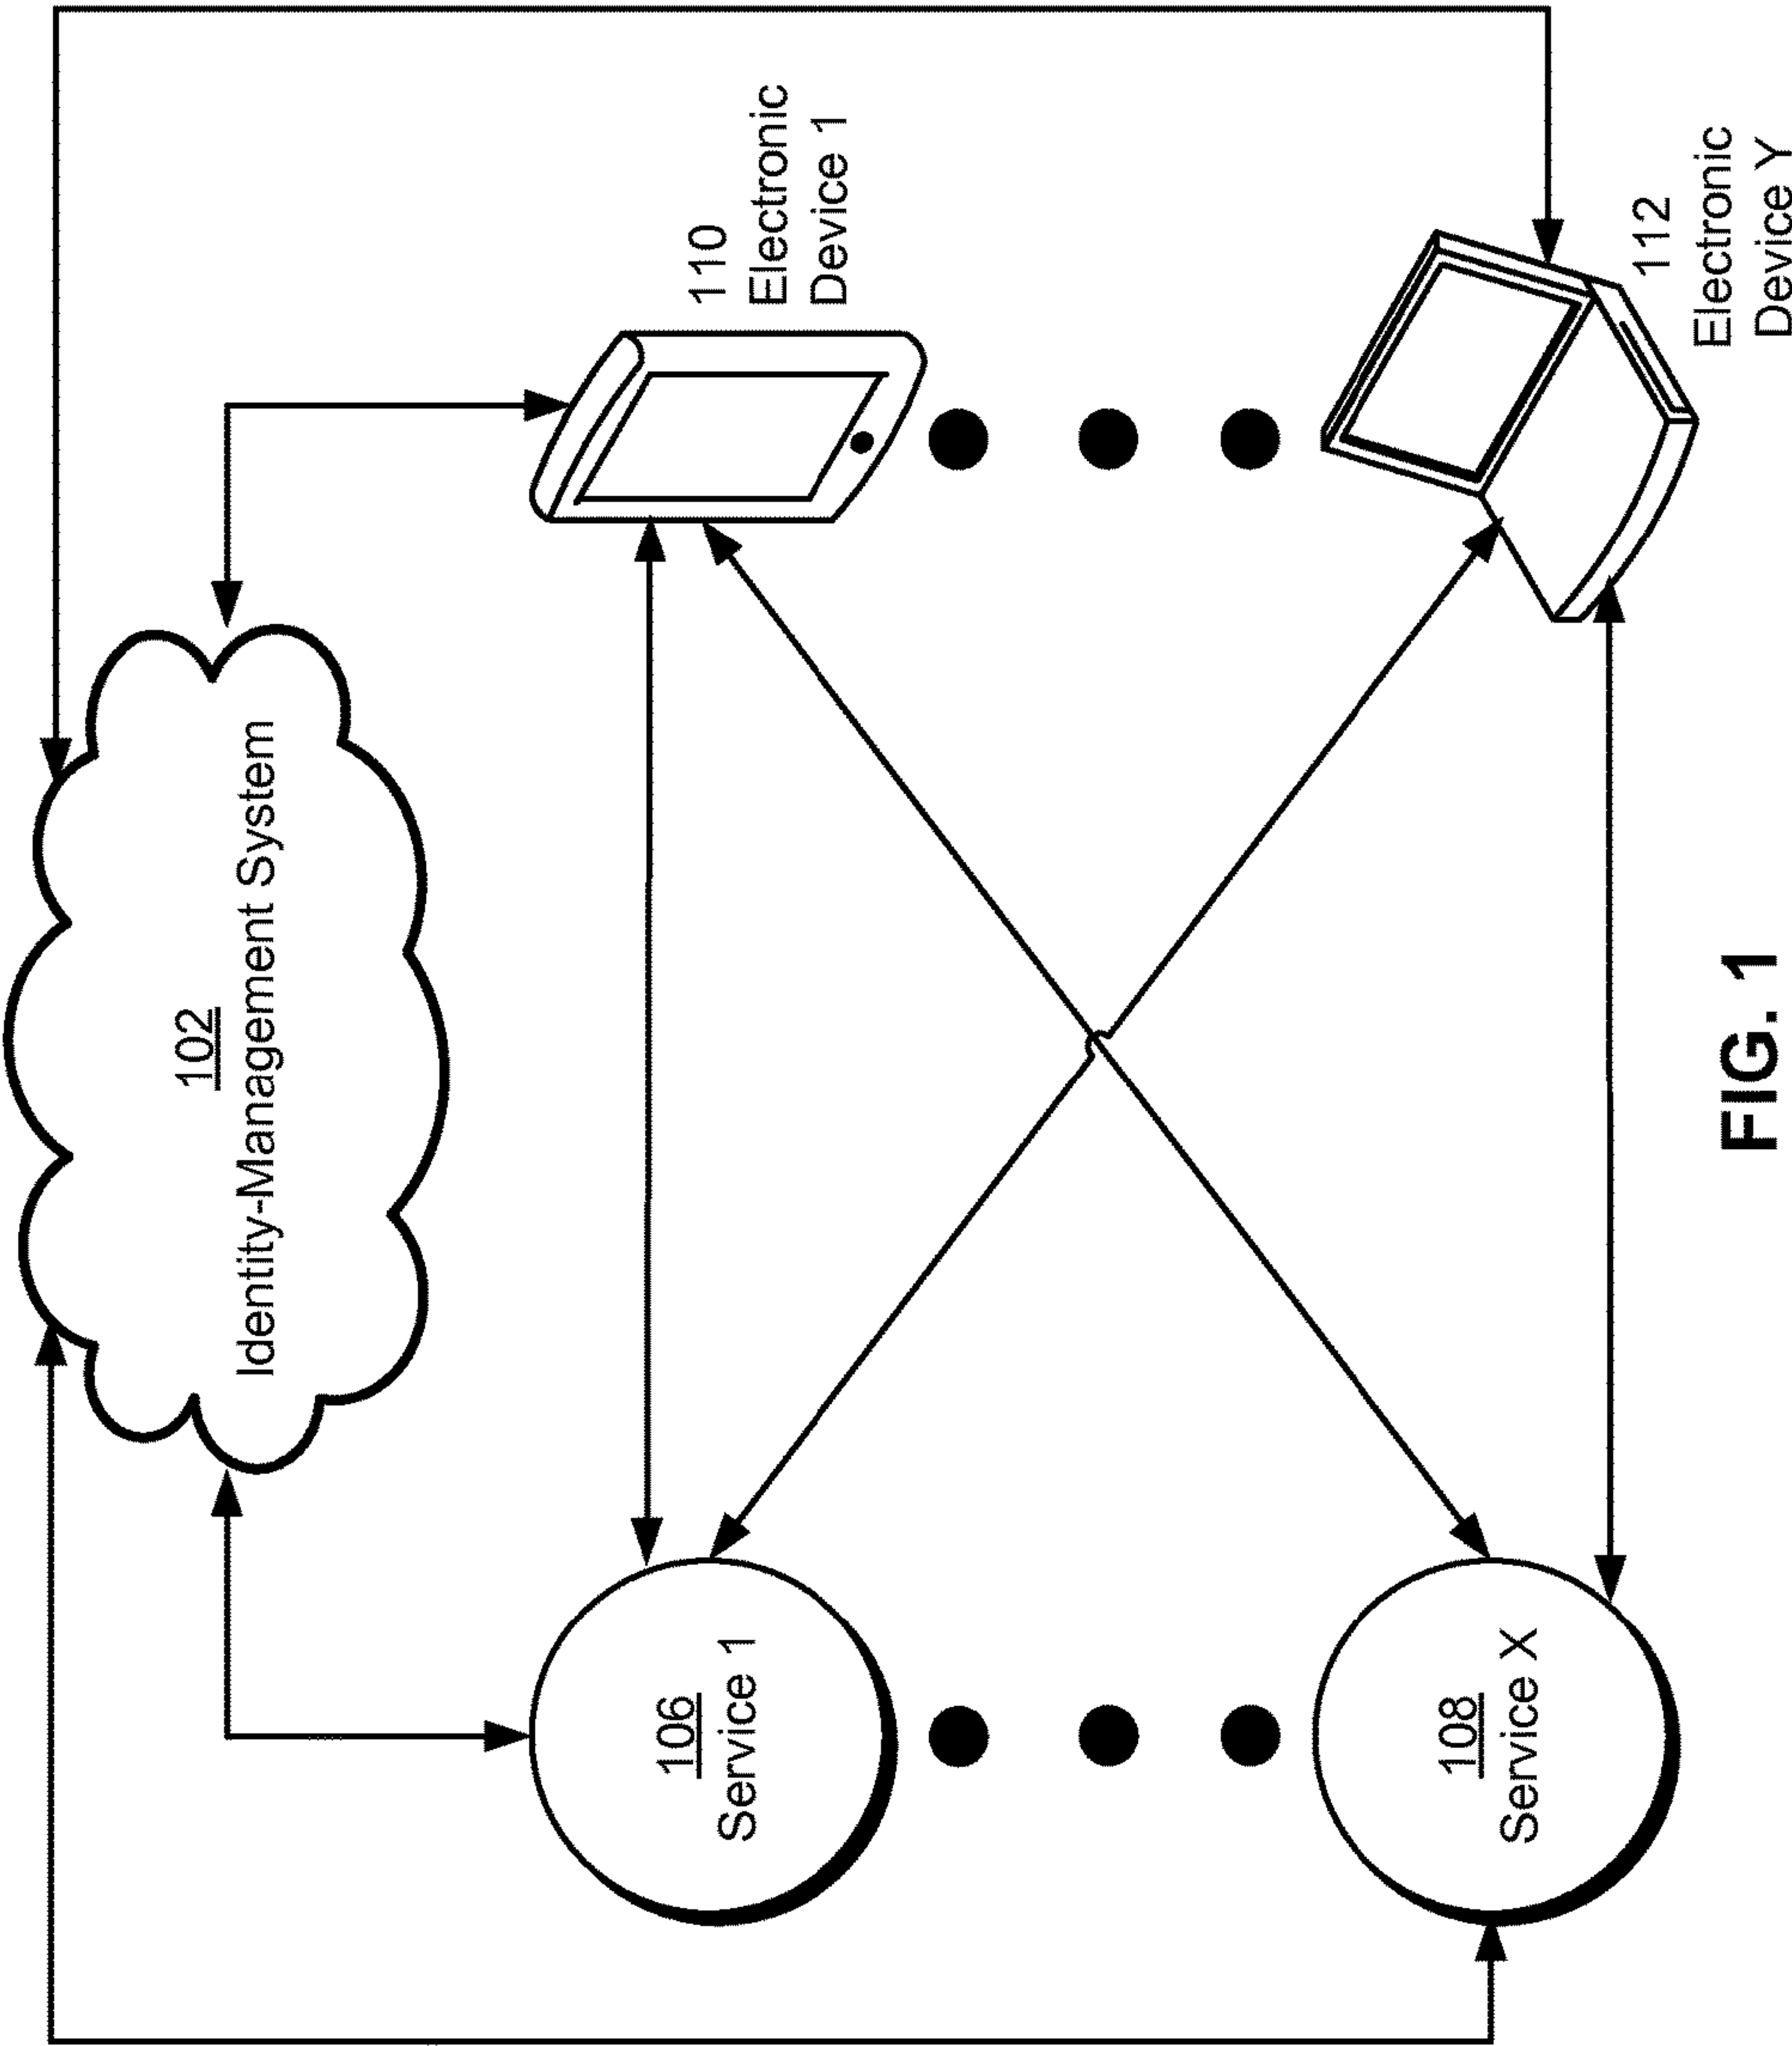 102
Identity-Management System
106
Service 1
110
Electronic
Device 1
108
Service X
112
Electronic
Device Y
FIG. 1